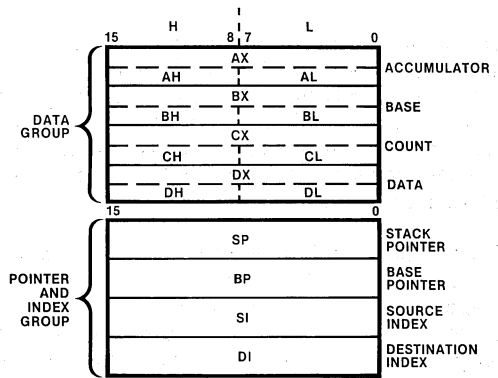 H L
15 8 7 0
AX
AH AL ACCUMULATOR
BX
BH BL BASE
DATA
GROUP
CX
CH CL COUNT
DX
DH DL DATA
15 0
SP
STACK
POINTER
BP
BASE
POINTER
POINTER
AND
INDEX
GROUP
SI
SOURCE
INDEX
DI
DESTINATION
INDEX